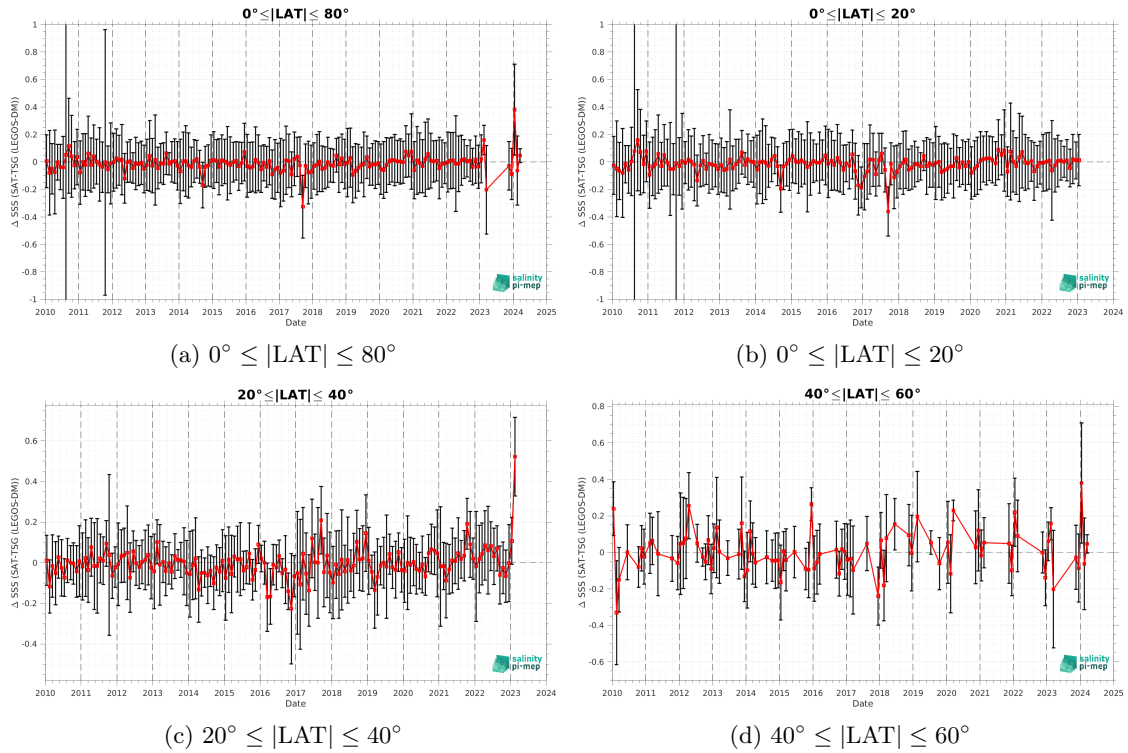 0°≤|LAT|≤ 80°
Δ SSS (SAT-TSG (LEGOS-DM))
1
0.8
0.6
0.4
0.2
0
-0.2
-0.4
-0.6
-0.8
-1
2010 2011 2012 2013 2014 2015 2016 2017 2018 2019 2020 2021 2022 2023 2024 2025
Date
salinity
pi-mep
(a) 0° ≤ |LAT| ≤ 80°
0°≤|LAT|≤ 20°
Δ SSS (SAT-TSG (LEGOS-DM))
1
0.8
0.6
0.4
0.2
0
-0.2
-0.4
-0.6
-0.8
-1
2010 2011 2012 2013 2014 2015 2016 2017 2018 2019 2020 2021 2022 2023 2024
Date
salinity
pi-mep
(b) 0° ≤ |LAT| ≤ 20°
20°≤|LAT|≤ 40°
Δ SSS (SAT-TSG (LEGOS-DM))
0.6
0.4
0.2
0
-0.2
-0.4
2010 2011 2012 2013 2014 2015 2016 2017 2018 2019 2020 2021 2022 2023 2024
Date
salinity
pi-mep
(c) 20° ≤ |LAT| ≤ 40°
40°≤|LAT|≤ 60°
Δ SSS (SAT-TSG (LEGOS-DM))
0.8
0.6
0.4
0.2
0
-0.2
-0.4
-0.6
2010 2011 2012 2013 2014 2015 2016 2017 2018 2019 2020 2021 2022 2023 2024 2025
Date
salinity
pi-mep
(d) 40° ≤ |LAT| ≤ 60°